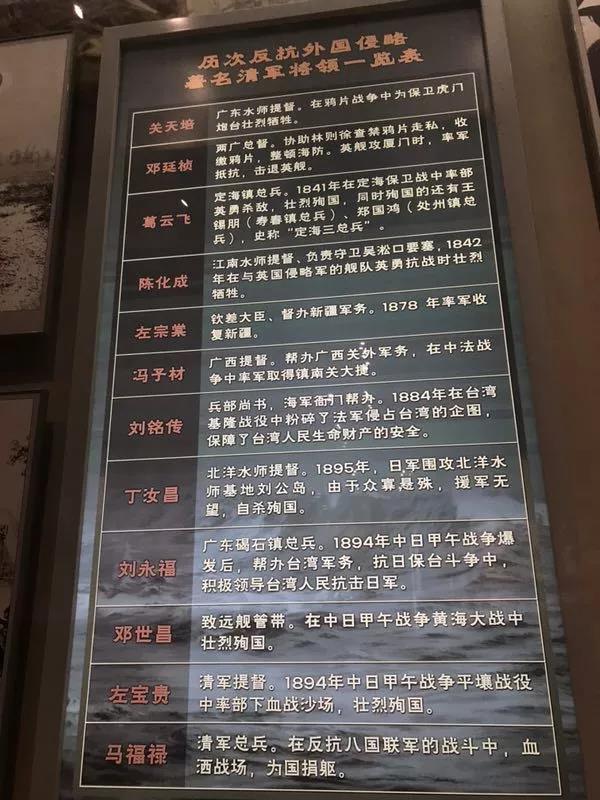 历次反抗外国侵略
著名清军将领一览表
关天培
广东水师提督。在鸦片战争中为保卫虎门
炮台壮烈牺牲。
邓廷桢
两广总督。协助林则徐查禁鸦片走私，收
缴鸦片，整顿海防。英舰攻厦门时，率军
抵抗，击退英舰。
葛云飞
定海镇总兵。1841年在定海保卫战中率部
英勇杀敌，壮烈殉国，同时殉国的还有王
锡朋（寿春镇总兵）、郑国鸿（处州镇总
兵），史称“定海三总兵”。
陈化成
江南水师提督、负责守卫吴淞口要塞，1842
年在与英国侵略军的舰队英勇抗战时壮烈
牺牲。
左宗棠
钦差大臣、督办新疆军务。1878 年率军收
复新疆。
冯子材
广西提督。帮办广西关外军务，在中法战
争中率军取得镇南关大捷。
刘铭传
兵部尚书，海军衙门帮办。1884年在台湾
基隆战役中粉碎了法军侵占台湾的企图，
保障了台湾人民生命财产的安全。
丁汝昌
北洋水师提督。1895年，日军围攻北洋水
师基地刘公岛，由于众寡悬殊，援军无
望，自杀殉国。
刘永福
广东碣石镇总兵。1894年中日甲午战争爆
发后，帮办台湾军务，抗日保台斗争中，
积极领导台湾人民抗击日军。
邓世昌
致远舰管带。在中日甲午战争黄海大战中
壮烈殉国。
左宝贵
清军提督。1894年中日甲午战争平壤战役
中率部下血战沙场，壮烈殉国。
马福禄
清军总兵。在反抗八国联军的战斗中，血
洒战场，为国捐躯。